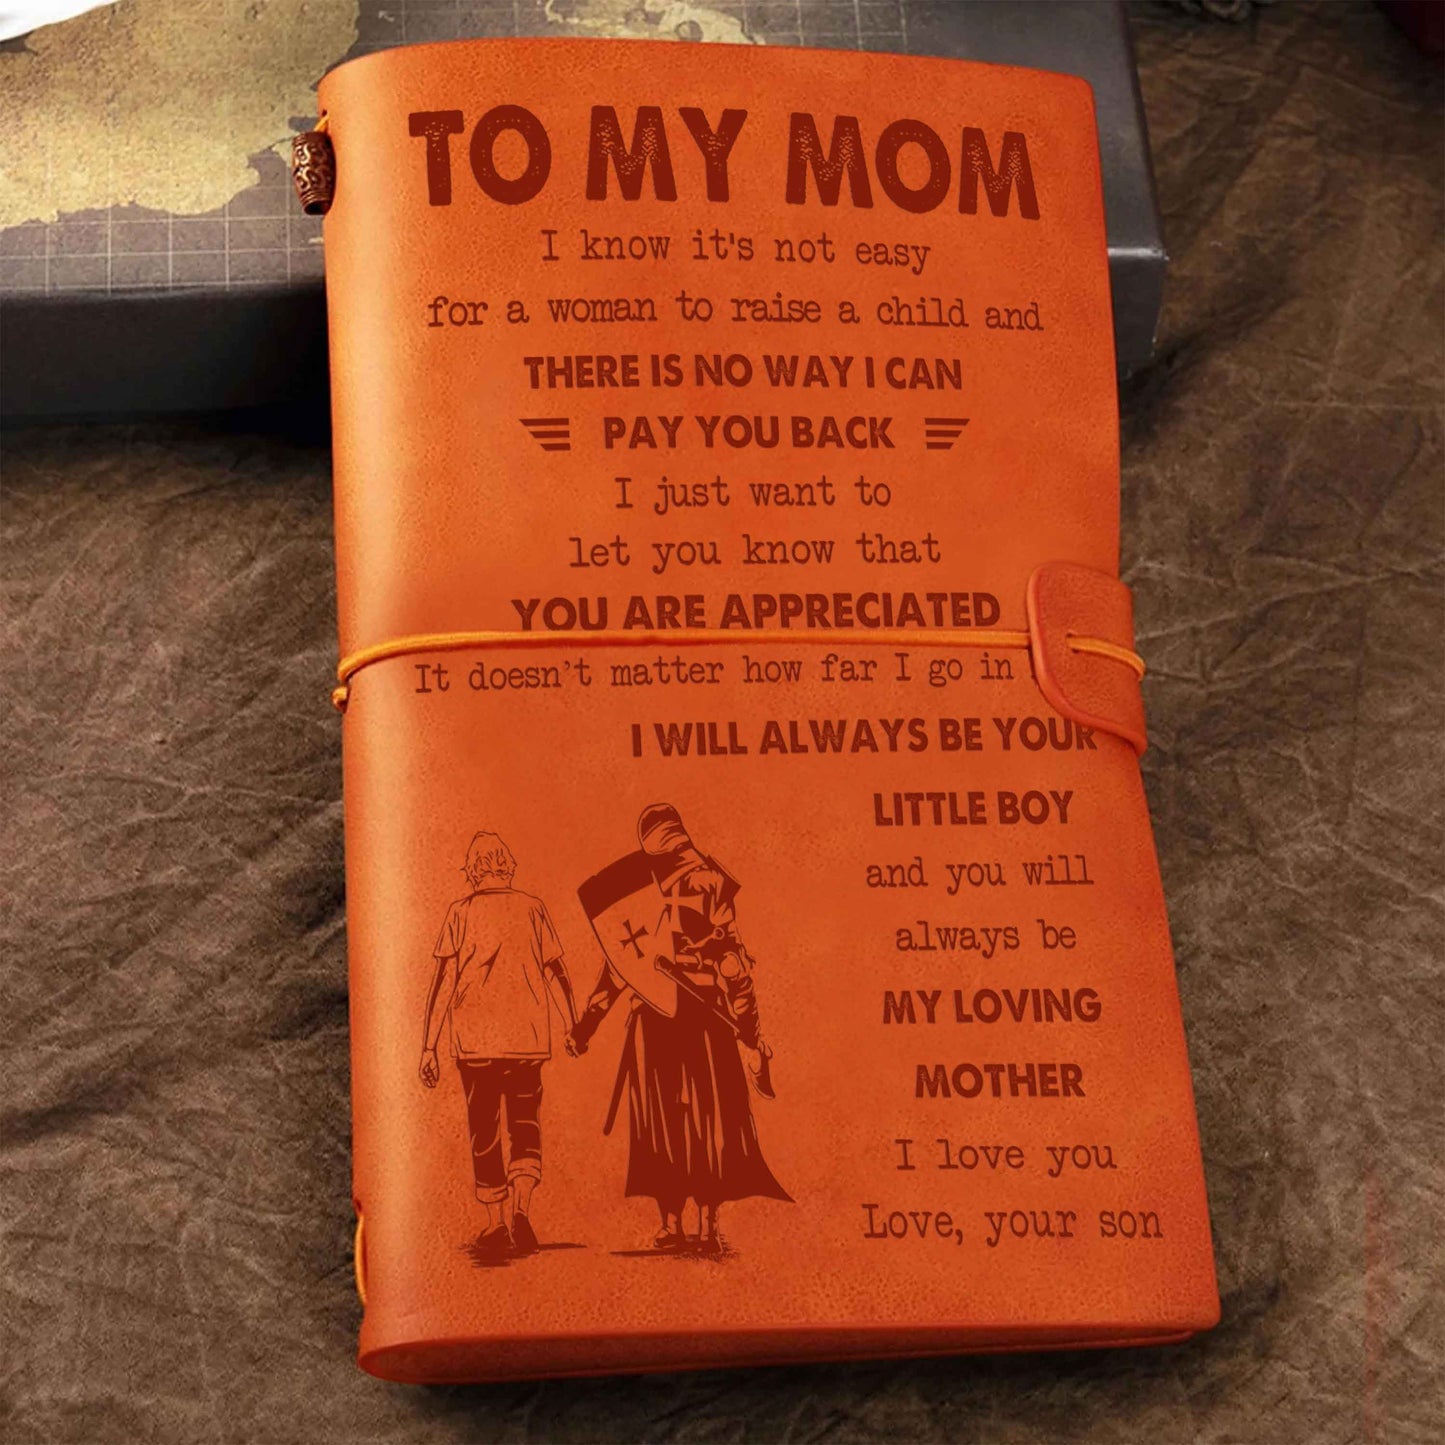 TO MY MOM
I know it's not easy
for a woman to raise a child and
THERE IS NO WAY I CAN
PAY YOU BACK
I just want to
let you know that
YOU ARE APPRECIATED
It doesn't matter how far I go in
I WILL ALWAYS BE YOUR
LITTLE BOY
and you will
always be
MY LOVING
MOTHER
I love you
Love, your son